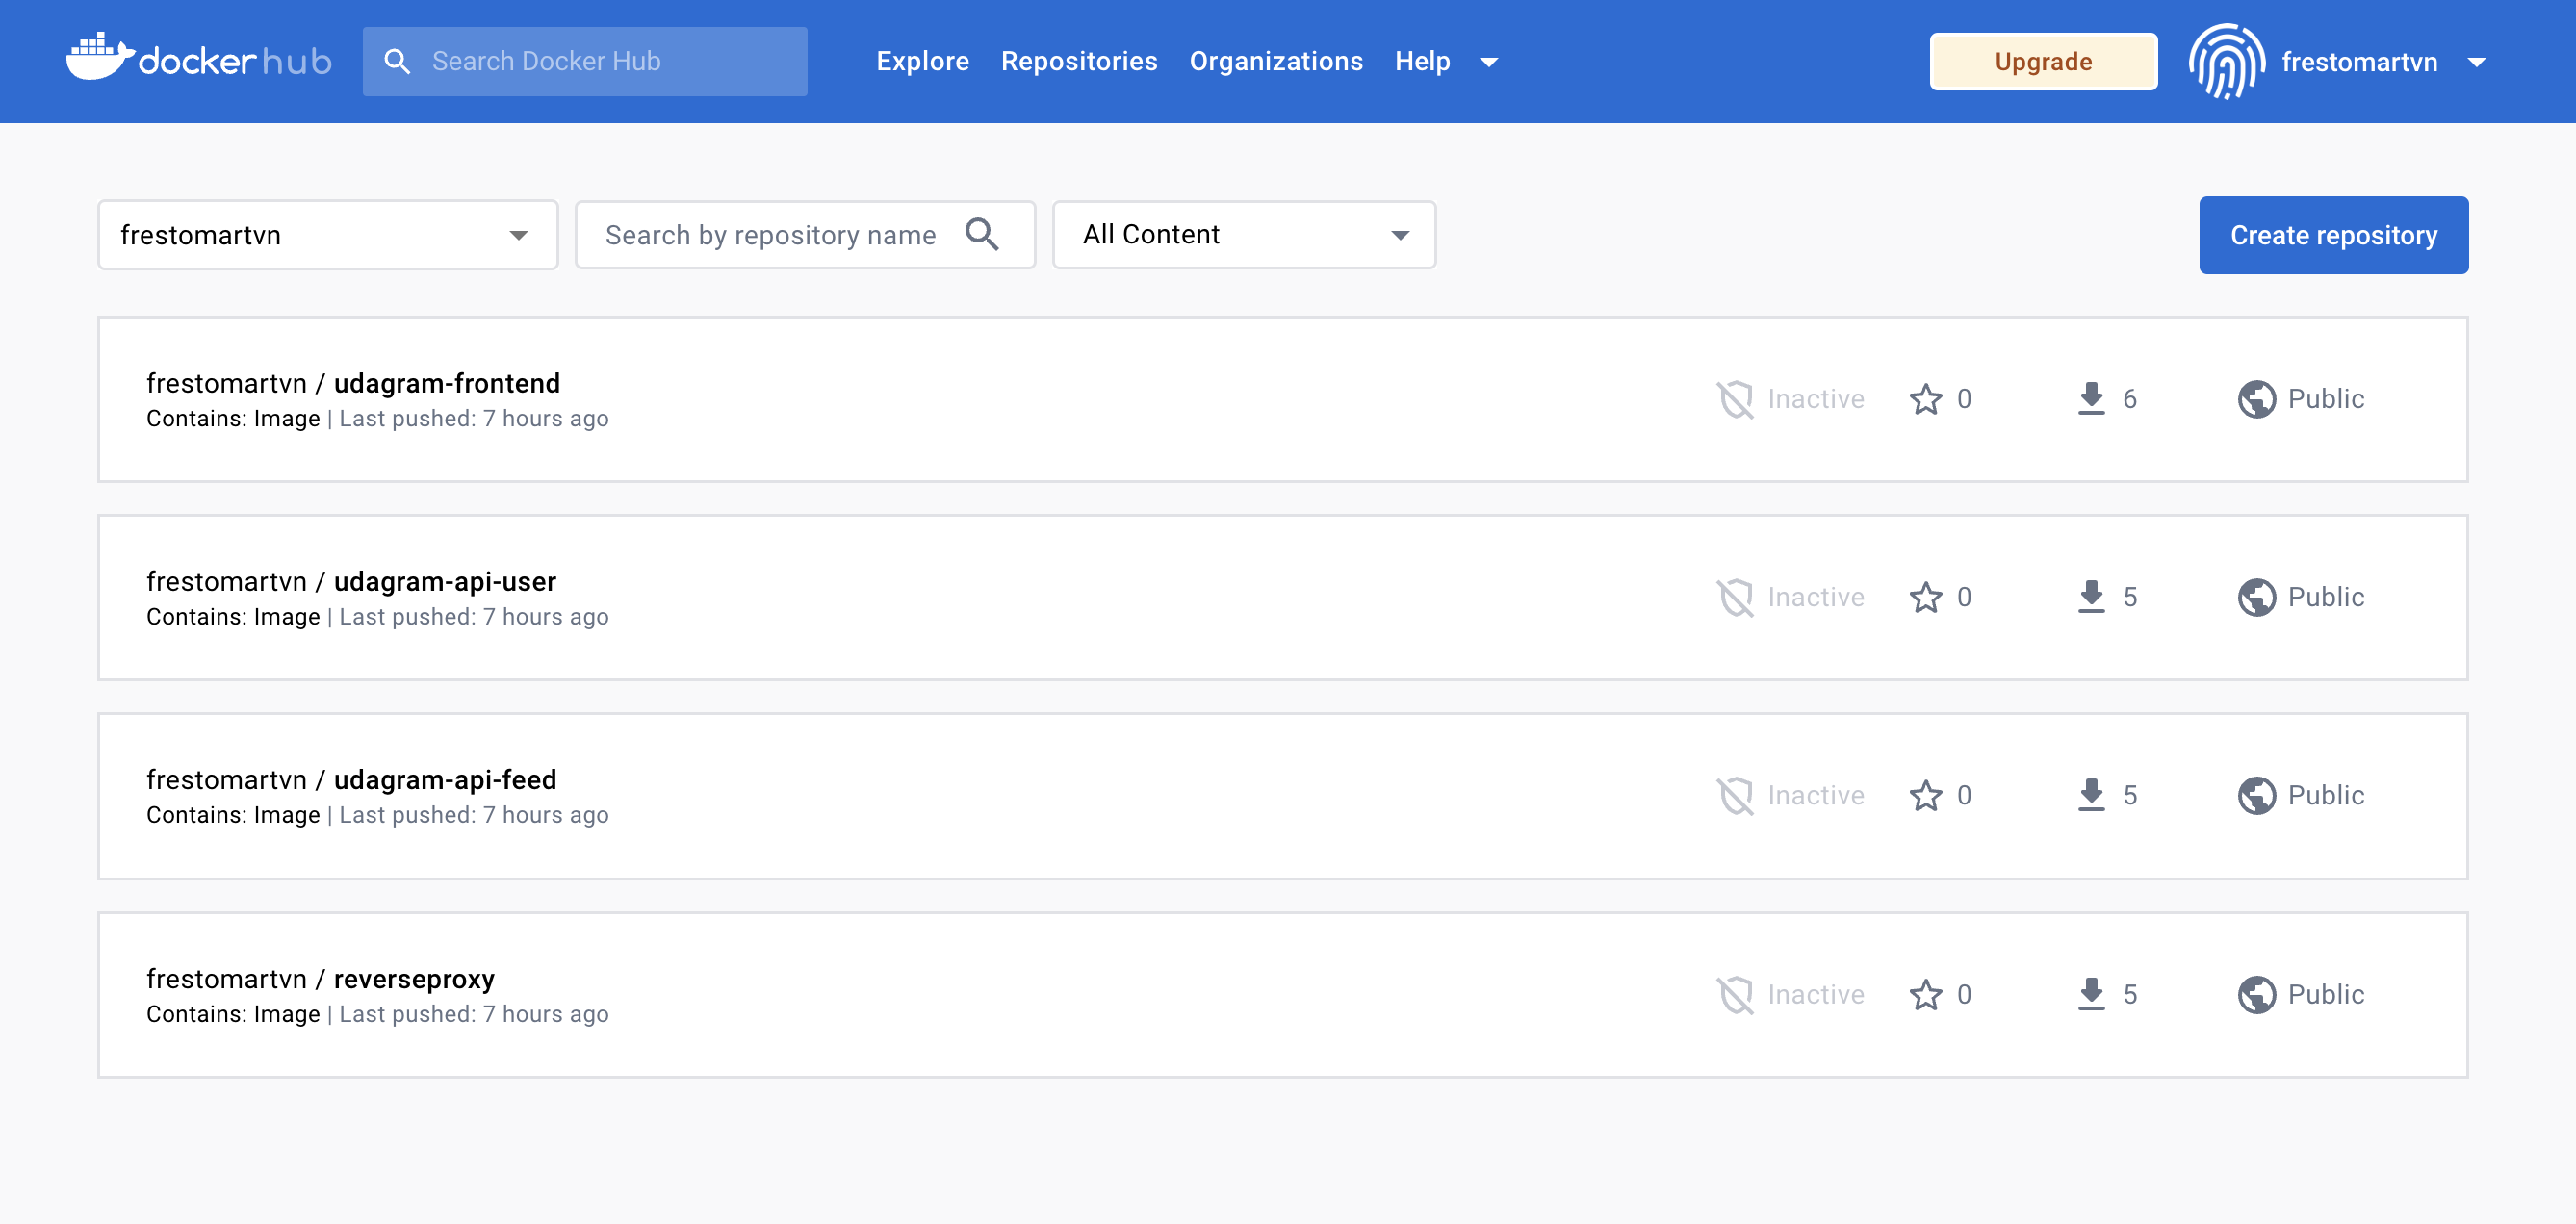 dockerhub Search Docker Hub Explore Repositories Organizations Help Upgrade frestomartvn
frestomartvn Search by repository name All Content Create repository
frestomartvn / udagram-frontend
Contains: Image | Last pushed: 7 hours ago
Inactive 0 6 Public
frestomartvn / udagram-api-user
Contains: Image | Last pushed: 7 hours ago
Inactive 0 5 Public
frestomartvn / udagram-api-feed
Contains: Image | Last pushed: 7 hours ago
Inactive 0 5 Public
frestomartvn / reverseproxy
Contains: Image | Last pushed: 7 hours ago
Inactive 0 5 Public